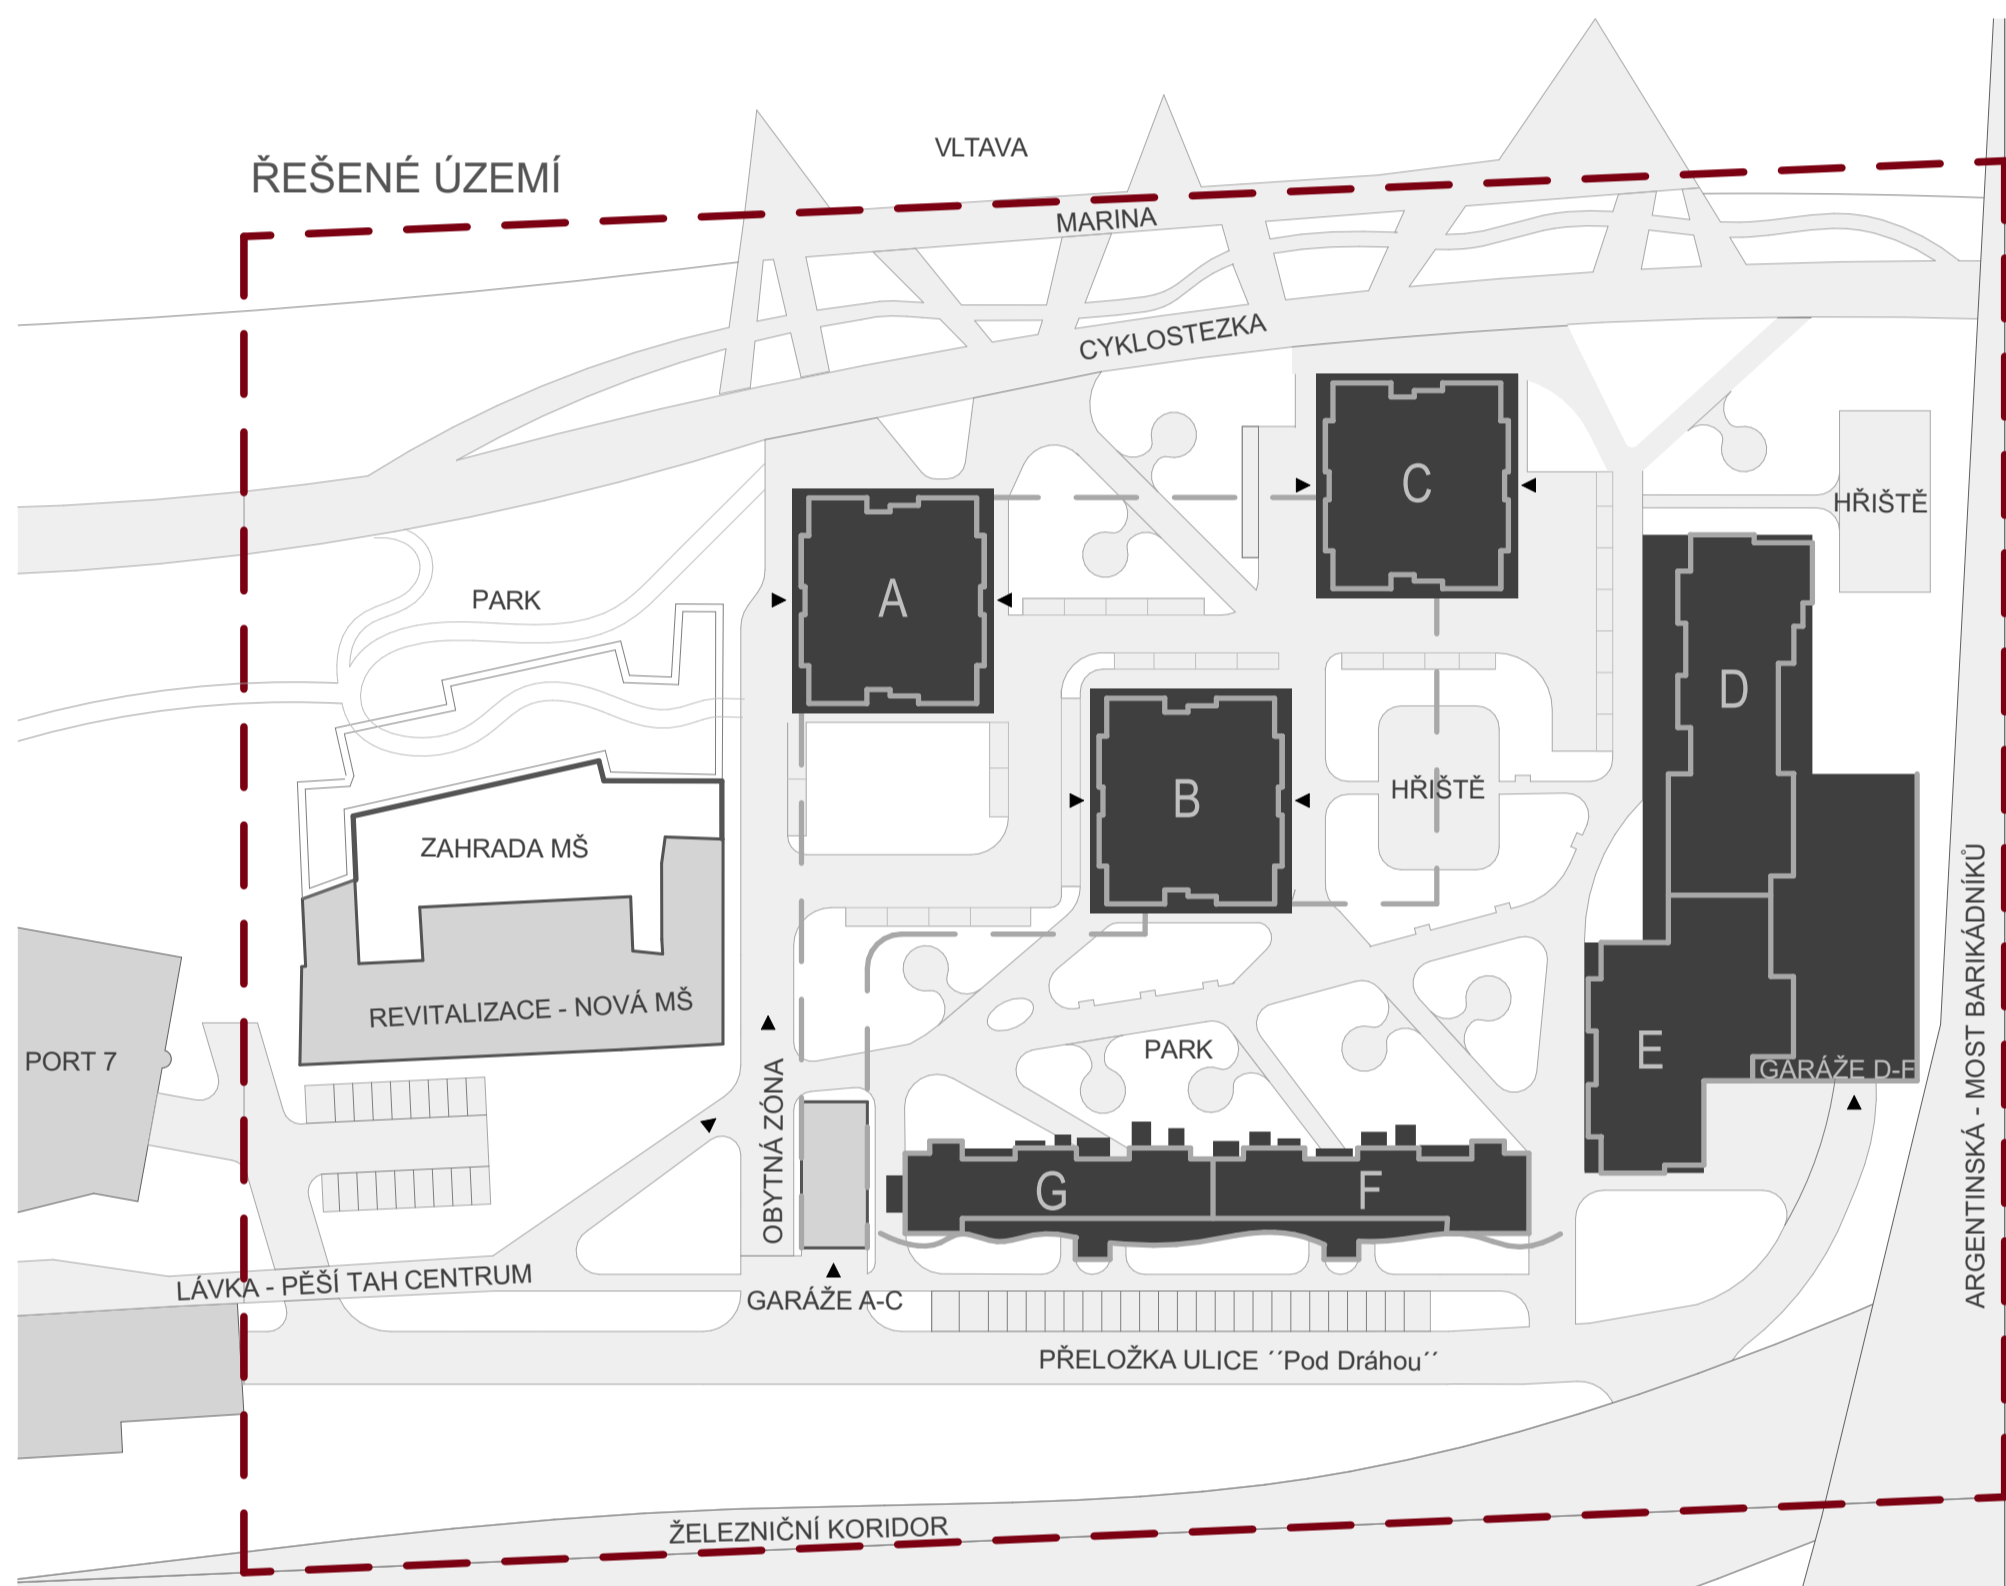 VLTAVA
ŘEŠENÉ ÚZEMÍ
MARINA
CYKLOSTEZKA
C
HŘIŠTĚ
A
PARK
D
HŘIŠTĚ
B
ZAHRADA MŠ
REVITALIZACE - NOVÁ MŠ
PORT 7
PARK
E
GARÁŽE D-F
ARGENTINSKÁ - MOST BARIKÁDNÍKŮ
OBYTNÁ ZÓNA
G
F
LÁVKA - PĚŠÍ TAH CENTRUM
GARÁŽE A-C
PŘELOŽKA ULICE ´´Pod Dráhou´´
ŽELEZNIČNÍ KORIDOR